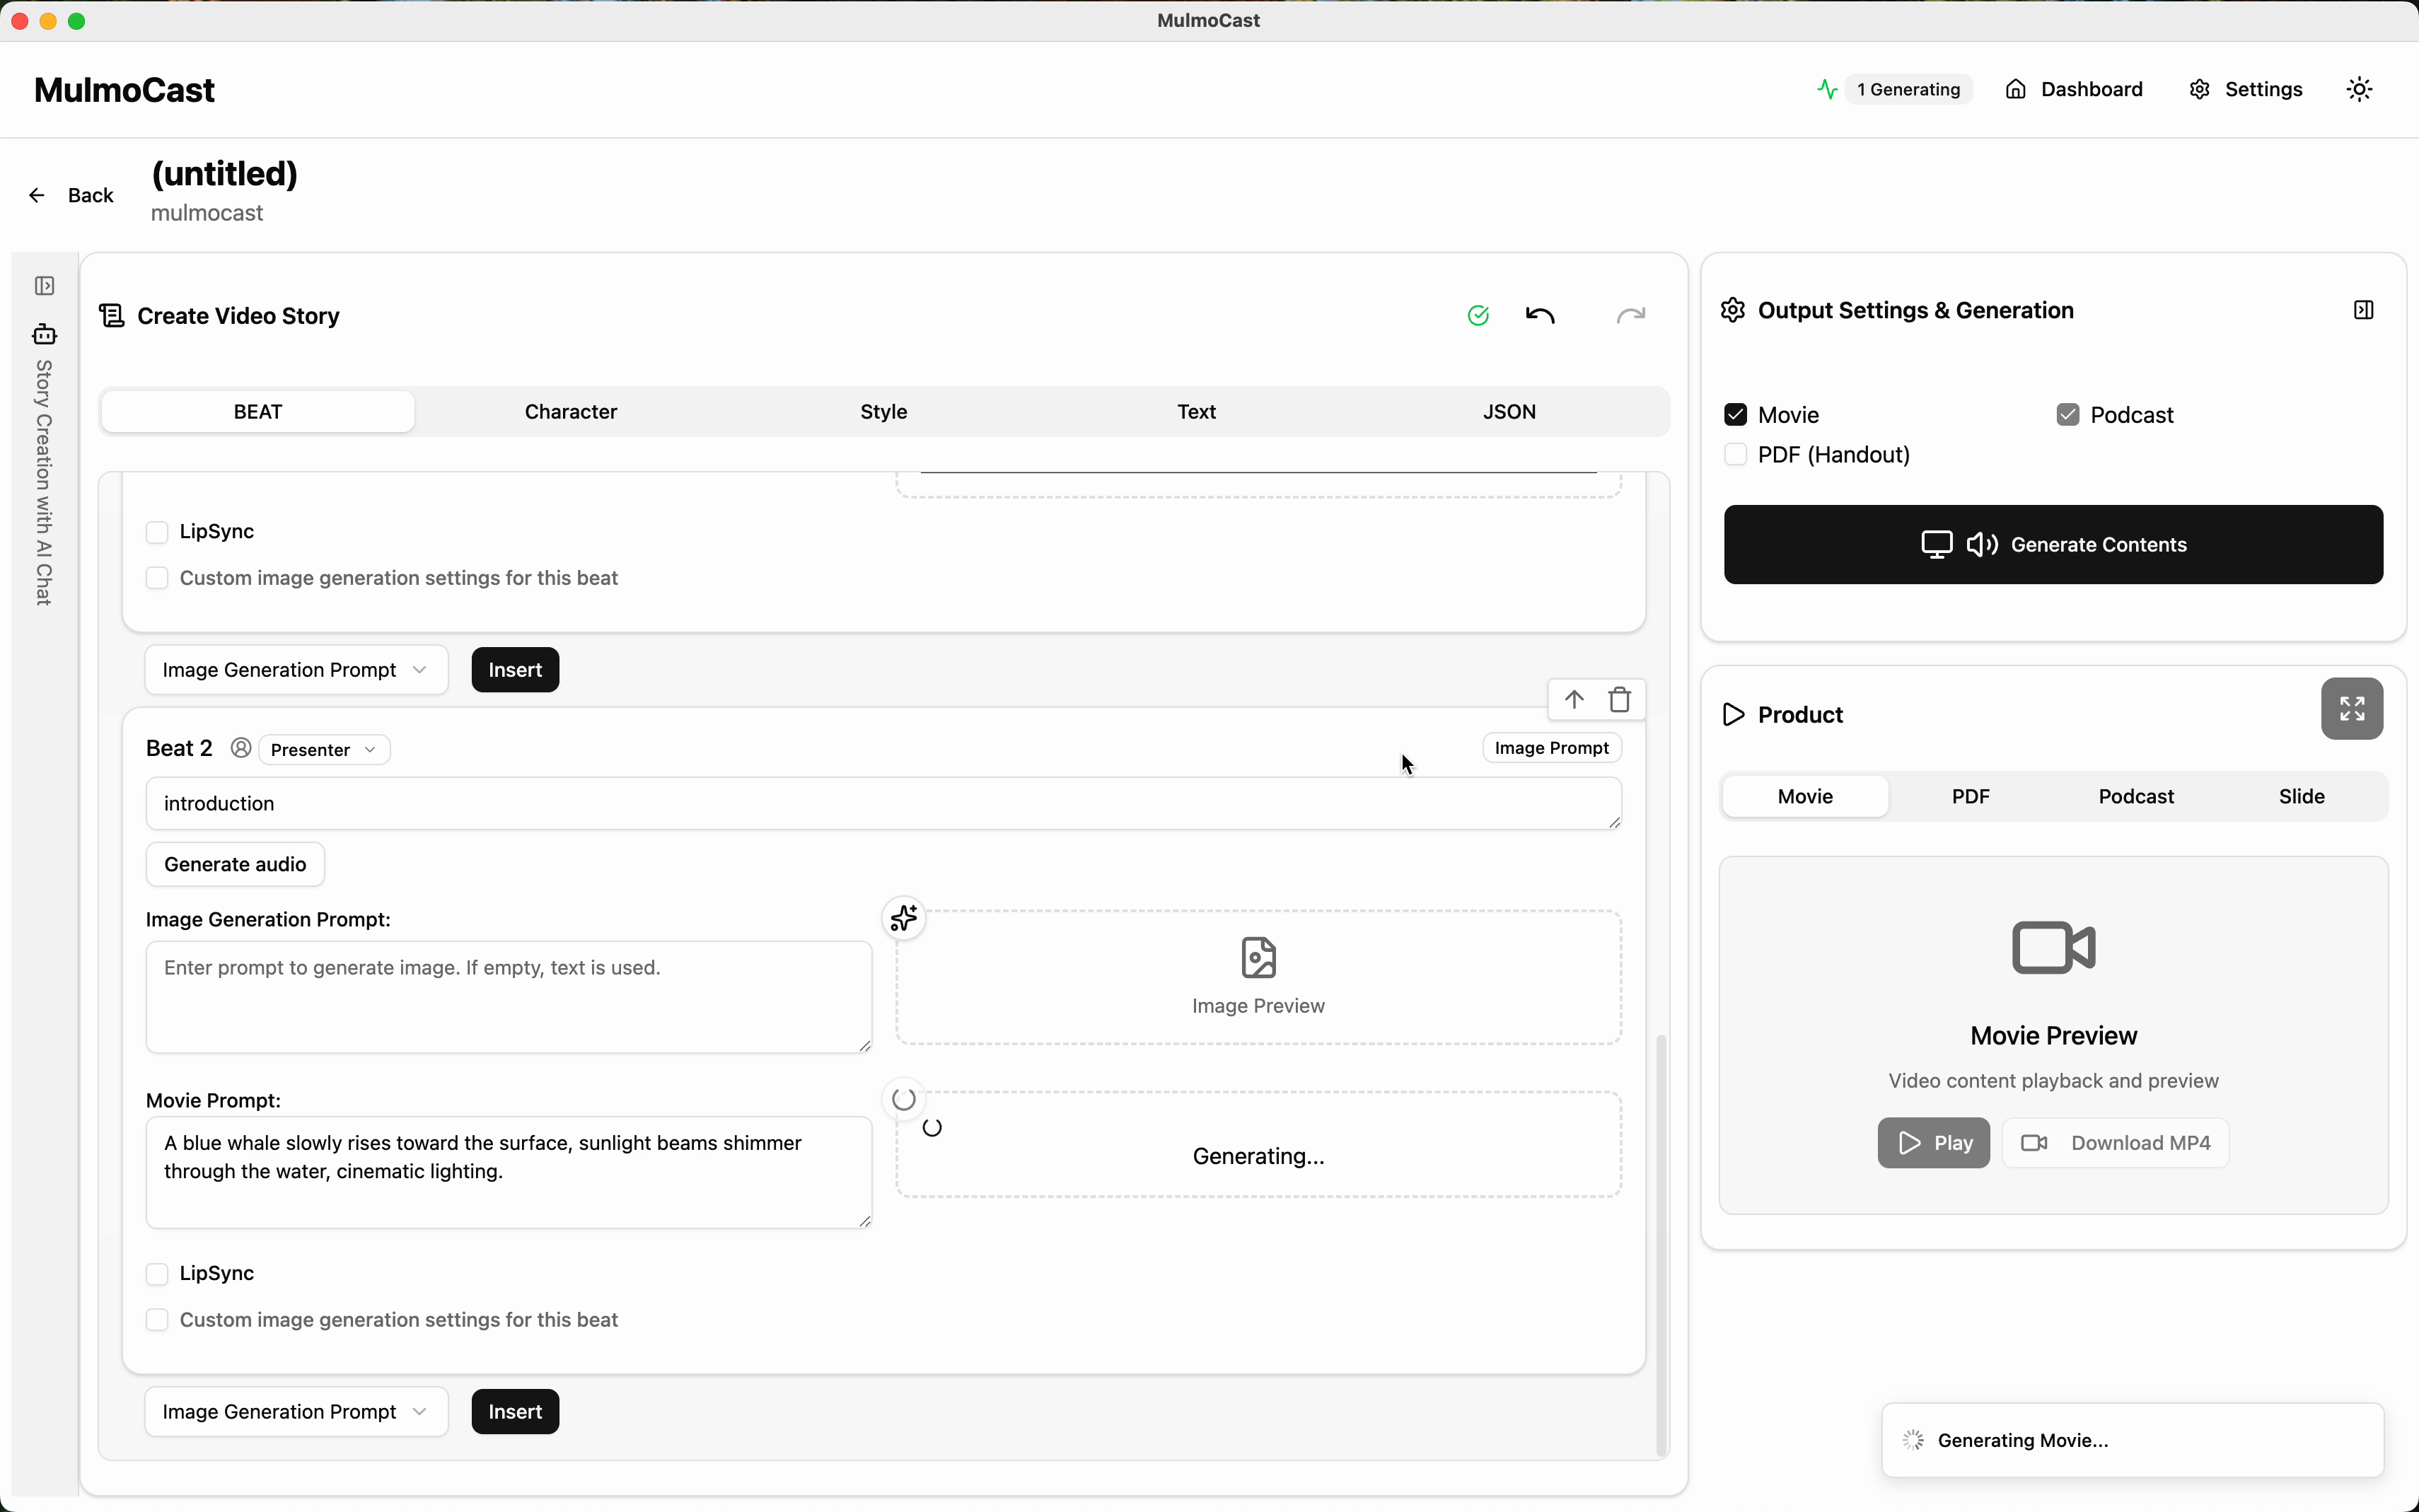 MulmoCast
MulmoCast
1 Generating
Dashboard
Settings
Back
(untitled)
mulmocast
Story Creation with AI Chat
Create Video Story
BEAT
Character
Style
Text
JSON
LipSync
Custom image generation settings for this beat
Image Generation Prompt
Insert
Beat 2
Presenter
Image Prompt
introduction
Generate audio
Image Generation Prompt:
Enter prompt to generate image. If empty, text is used.
Image Preview
Movie Prompt:
A blue whale slowly rises toward the surface, sunlight beams shimmer
through the water, cinematic lighting.
Generating...
LipSync
Custom image generation settings for this beat
Image Generation Prompt
Insert
Output Settings & Generation
Movie
Podcast
PDF (Handout)
Generate Contents
Product
Movie
PDF
Podcast
Slide
Movie Preview
Video content playback and preview
Play
Download MP4
Generating Movie...